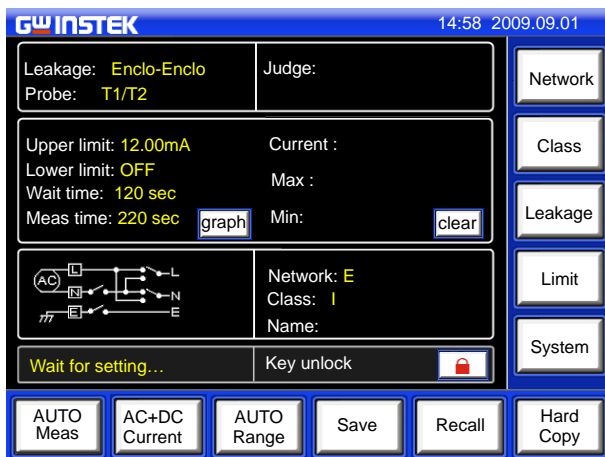 GWINSTEK 14:58 2009.09.01
Leakage: Enclo-Enclo
Probe: T1/T2
Judge:
Network
Upper limit: 12.00mA
Lower limit: OFF
Wait time: 120 sec
Meas time: 220 sec graph
Current :
Max :
Min: clear
Class
Leakage
AC L N E L N E
Network: E
Class: I
Name:
Limit
Wait for setting...
Key unlock
System
AUTO
Meas
AC+DC
Current
AUTO
Range
Save
Recall
Hard
Copy